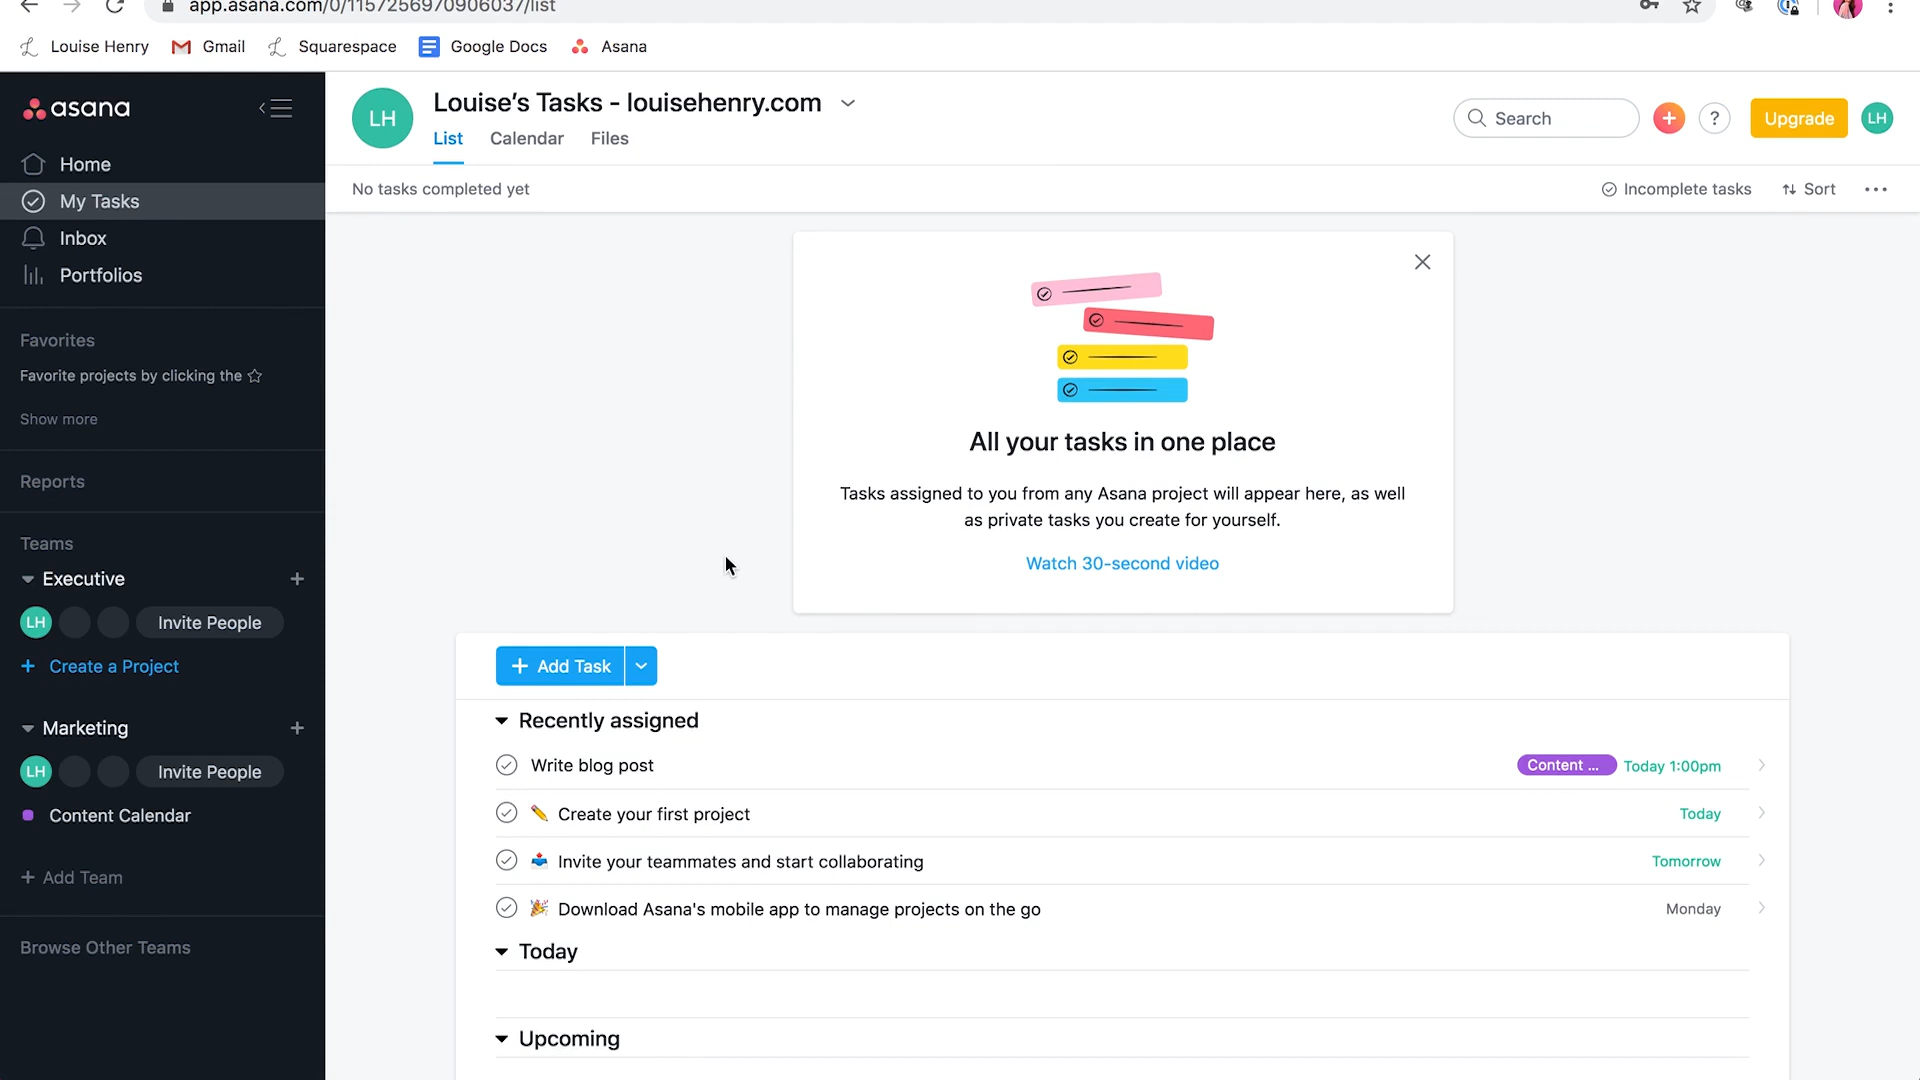 app.asana.com/0/1157256970906037/list
Louise Henry
Gmail
Squarespace
Google Docs
Asana
asana
Home
My Tasks
Inbox
Portfolios
Favorites
Favorite projects by clicking the
Show more
Reports
Teams
Executive
LH
Invite People
+ Create a Project
Marketing
LH
Invite People
Content Calendar
+ Add Team
Browse Other Teams
LH
Louise's Tasks - louisehenry.com
List
Calendar
Files
Search
?
Upgrade
LH
No tasks completed yet
Incomplete tasks
Sort
All your tasks in one place
Tasks assigned to you from any Asana project will appear here, as well
as private tasks you create for yourself.
Watch 30-second video
+ Add Task
Recently assigned
Write blog post
Content ...
Today 1:00pm
Create your first project
Today
Invite your teammates and start collaborating
Tomorrow
Download Asana's mobile app to manage projects on the go
Monday
Today
Upcoming